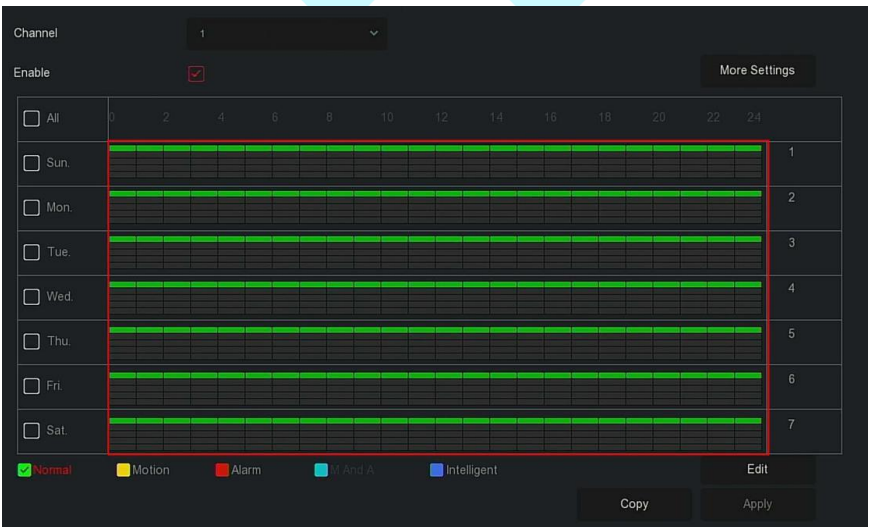 Channel 1
Enable More Settings
All 0 2 4 6 8 10 12 14 16 18 20 22 24
Sun. 1
Mon. 2
Tue. 3
Wed. 4
Thu. 5
Fri. 6
Sat. 7
Normal Motion Alarm M And A Intelligent Edit
Copy Apply